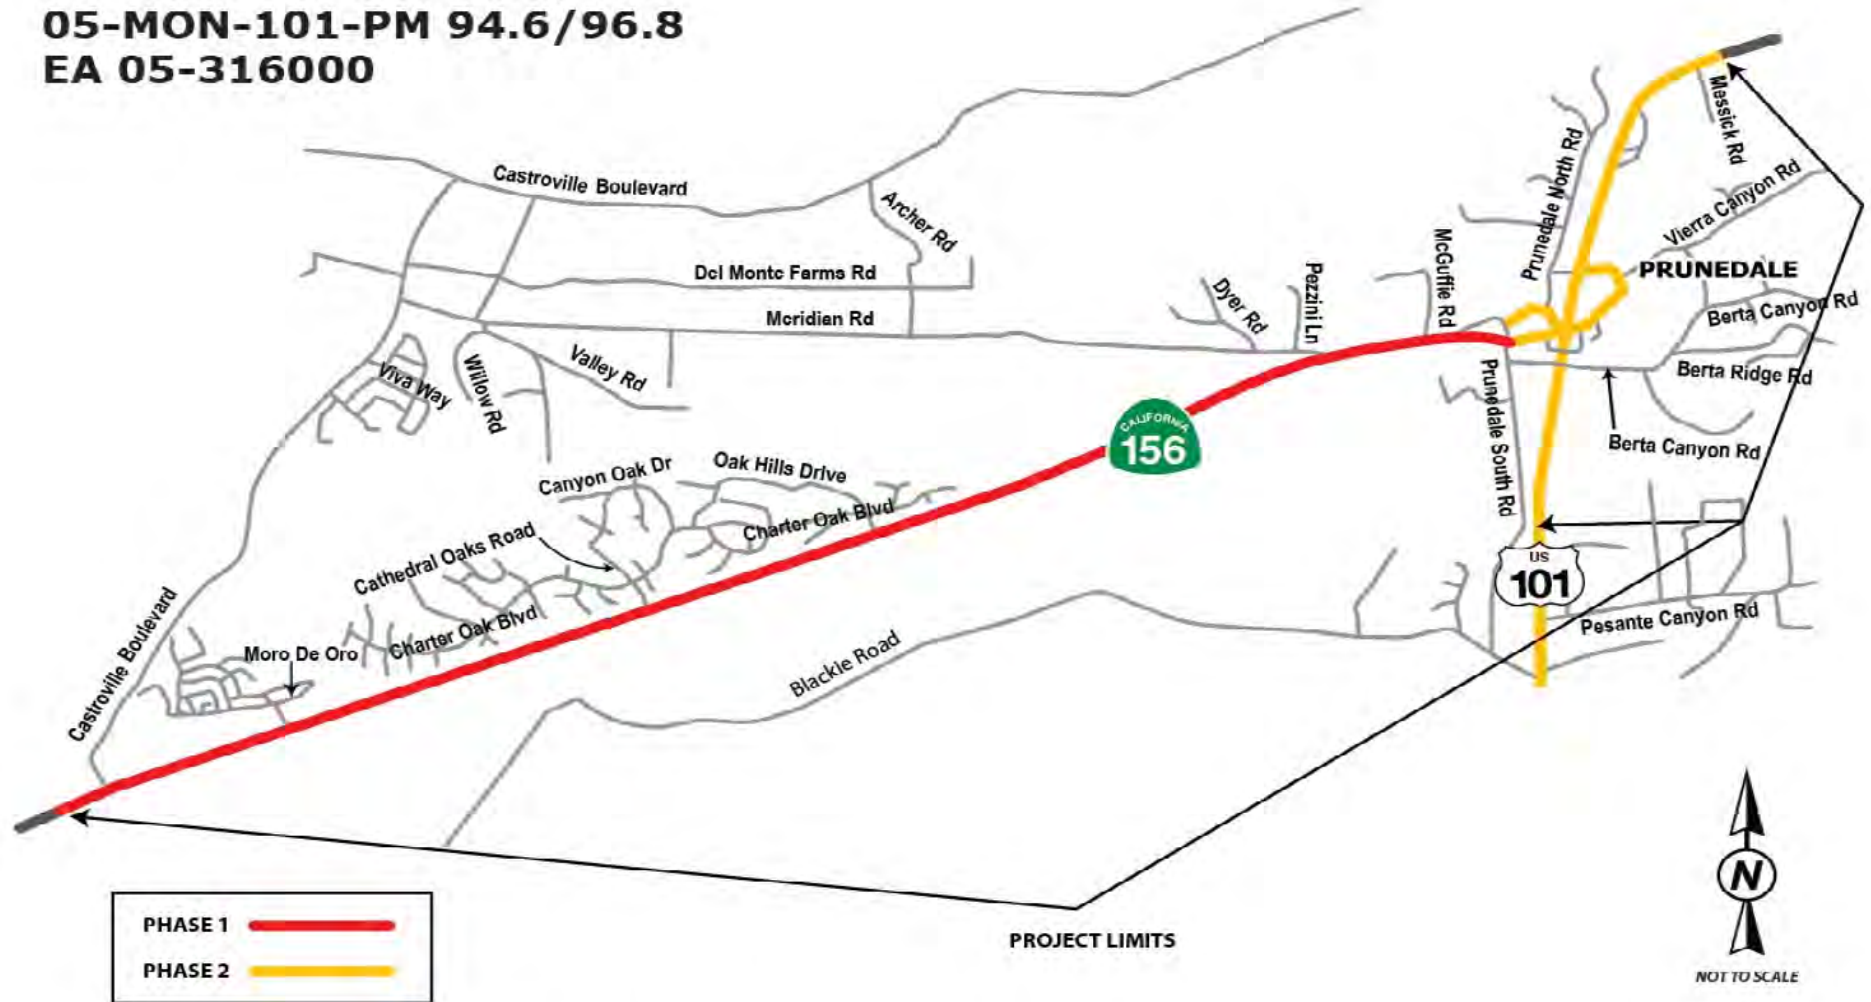 05-MON-101-PM 94.6/96.8
EA 05-316000
Messick Rd
Prunedale North Rd
Castroville Boulevard
Vierra Canyon Rd
Archer Rd
McGuffie Rd
PRUNEDALE
Del Monte Farms Rd
Dyer Rd
Pezzini Ln
Berta Canyon Rd
Meridian Rd
Valley Rd
Viva Way
Willow Rd
Berta Ridge Rd
CALIFORNIA
156
Prunedale South Rd
Berta Canyon Rd
Canyon Oak Dr
Oak Hills Drive
Charter Oak Blvd
Cathedral Oaks Road
US
101
Castroville Boulevard
Charter Oak Blvd
Pesante Canyon Rd
Moro De Oro
Blackie Road
PHASE 1
PHASE 2
PROJECT LIMITS
N
NOT TO SCALE